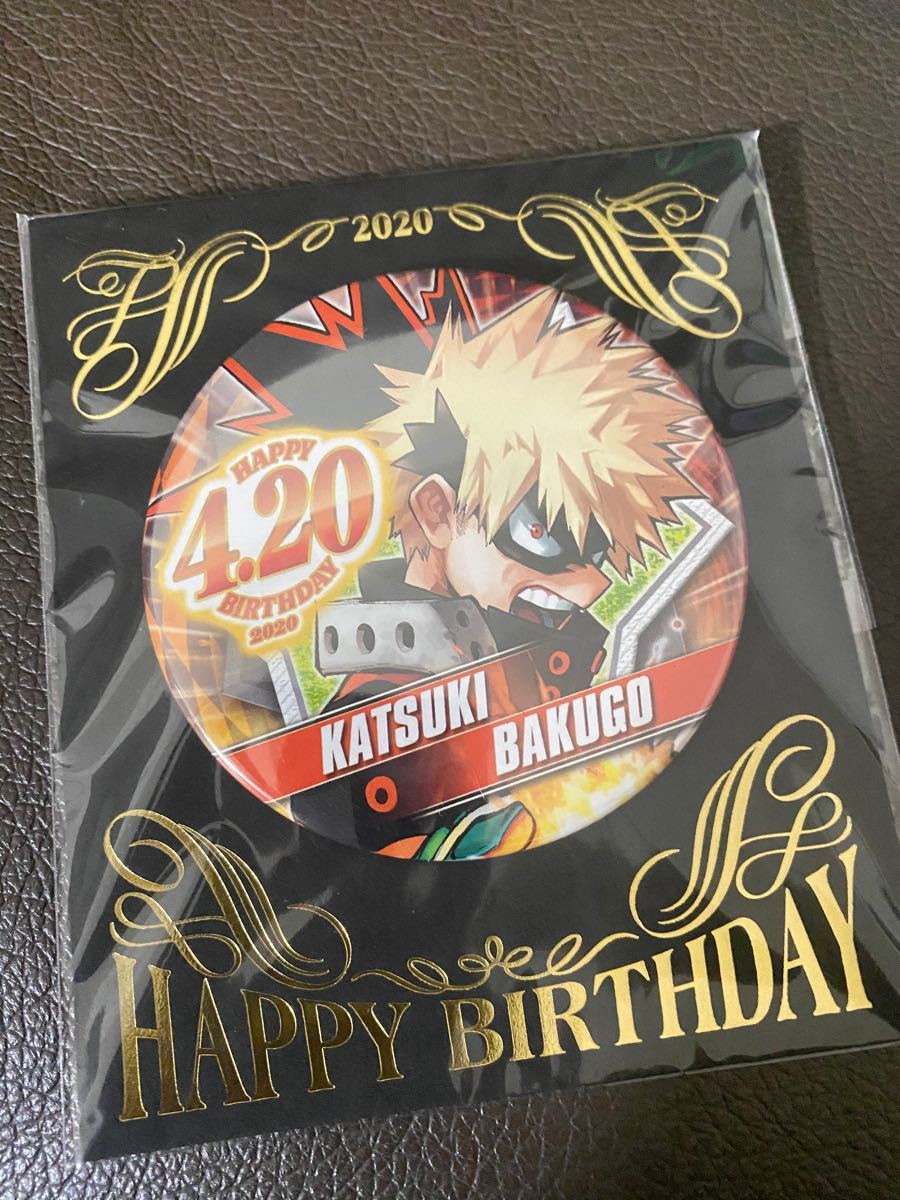 2020
HAPPY
4.20
BIRTHDAY
2020
KATSUKI
BAKUGO
HAPPY BIRTHDAY